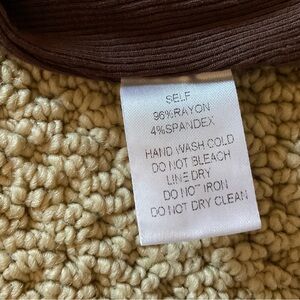 SELF
96%RAYON
4%SPANDEX
HAND WASH COLD
DO NOT BLEACH
LINE DRY
DO NOT IRON
DO NOT DRY CLEAN